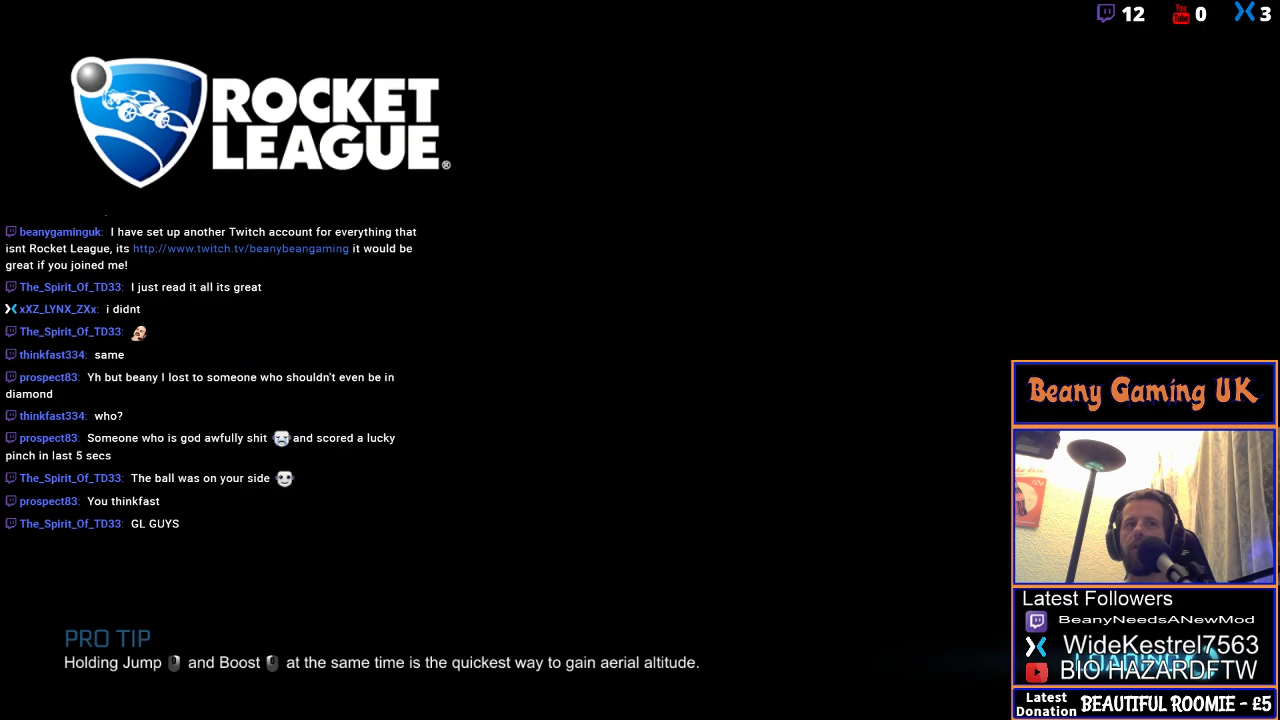 12 0 3
ROCKET
LEAGUE®
beanygaminguk: I have set up another Twitch account for everything that
isnt Rocket League, its http://www.twitch.tv/beanybeangaming it would be
great if you joined me!
The_Spirit_Of_TD33: I just read it all its great
xXZ_LYNX_ZXx: i didnt
The_Spirit_Of_TD33:
thinkfast334: same
prospect83: Yh but beany I lost to someone who shouldn't even be in
diamond
thinkfast334: who?
prospect83: Someone who is god awfully shit and scored a lucky
pinch in last 5 secs
The_Spirit_Of_TD33: The ball was on your side
prospect83: You thinkfast
The_Spirit_Of_TD33: GL GUYS
PRO TIP
Holding Jump and Boost at the same time is the quickest way to gain aerial altitude.
Beany Gaming UK
Latest Followers
BeanyNeedsANewMod
WideKestrel7563
LOADING
BIO HAZARDFTW
Latest
Donation BEAUTIFUL ROOMIE - £5